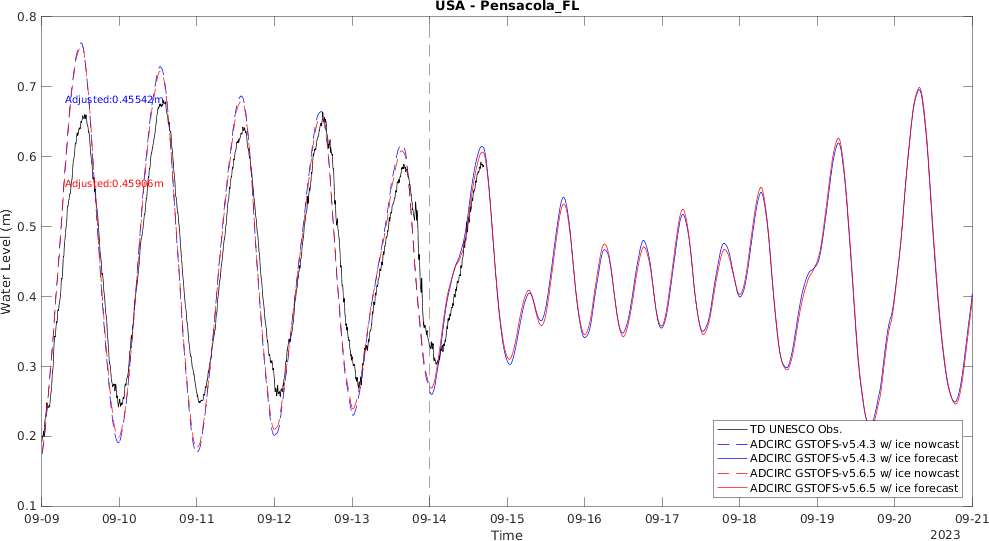 USA - Pensacola_FL
0.8
0.7
0.6
0.5
0.4
0.3
0.2
0.1
Water Level (m)
Adjusted:0.45542m
Adjusted:0.45906m
TD UNESCO Obs.
ADCIRC GSTOFS-v5.4.3 w/ ice nowcast
ADCIRC GSTOFS-v5.4.3 w/ ice forecast
ADCIRC GSTOFS-v5.6.5 w/ ice nowcast
ADCIRC GSTOFS-v5.6.5 w/ ice forecast
09-09 09-10 09-11 09-12 09-13 09-14 09-15 09-16 09-17 09-18 09-19 09-20 09-21
Time
2023